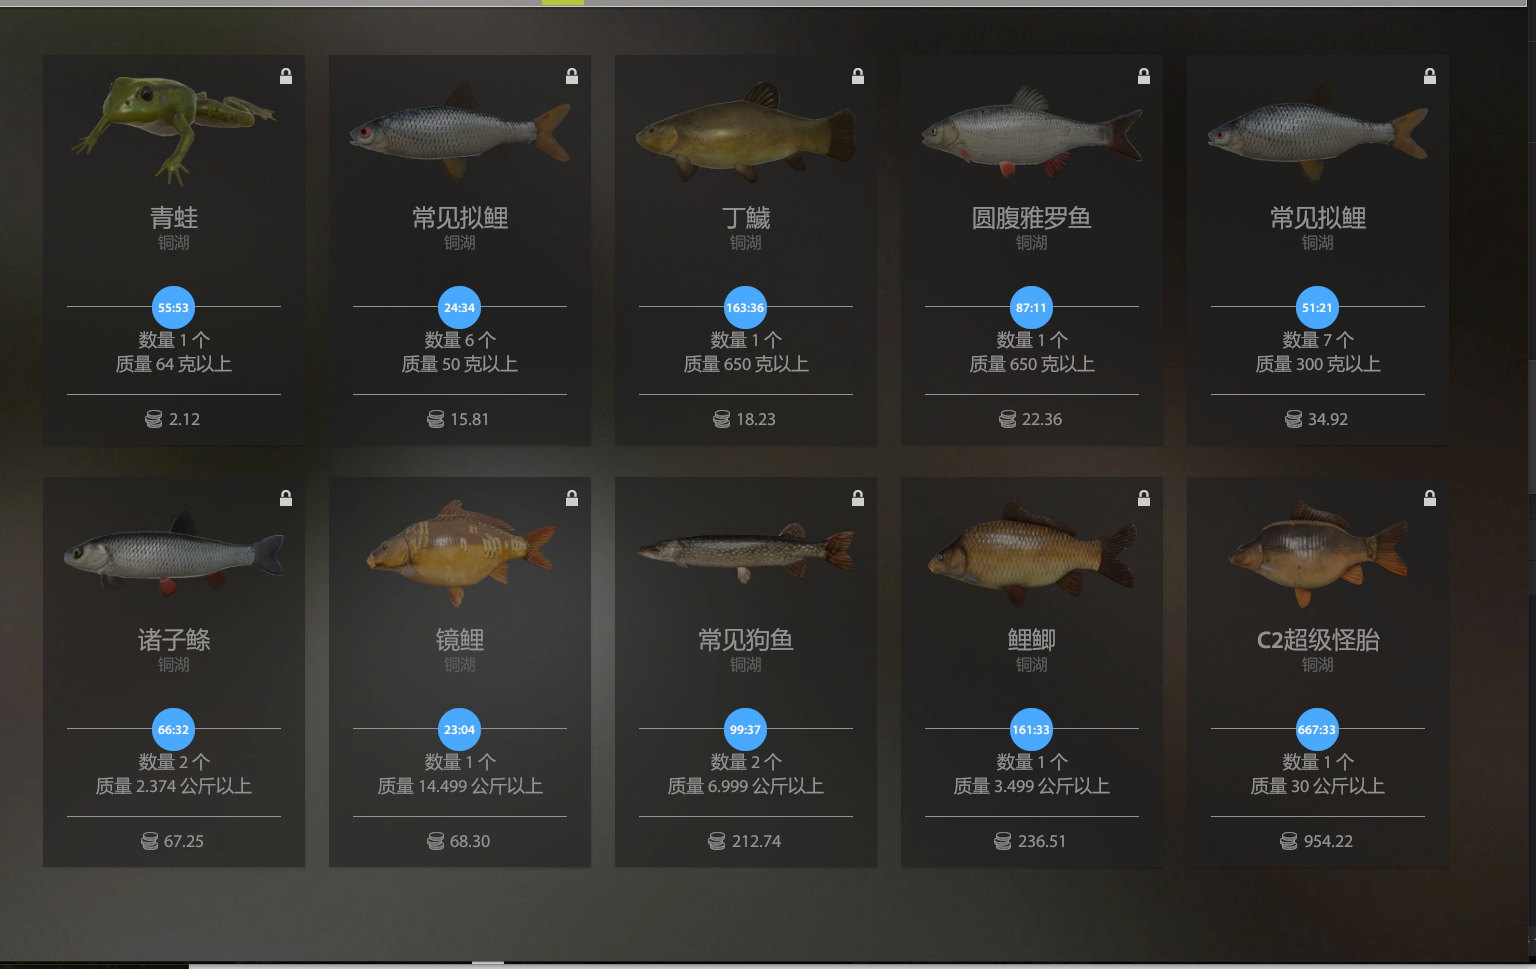 青蛙
铜湖
55:53
数量 1 个
质量 64 克以上
2.12
常见拟鲤
铜湖
24:34
数量 6 个
质量 50 克以上
15.81
丁鱥
铜湖
163:36
数量 1 个
质量 650 克以上
18.23
圆腹雅罗鱼
铜湖
87:11
数量 1 个
质量 650 克以上
22.36
常见拟鲤
铜湖
51:21
数量 7 个
质量 300 克以上
34.92
诸子鲦
铜湖
66:32
数量 2 个
质量 2.374 公斤以上
67.25
镜鲤
铜湖
23:04
数量 1 个
质量 14.499 公斤以上
68.30
常见狗鱼
铜湖
99:37
数量 2 个
质量 6.999 公斤以上
212.74
鲤鲫
铜湖
161:33
数量 1 个
质量 3.499 公斤以上
236.51
C2超级怪胎
铜湖
667:33
数量 1 个
质量 30 公斤以上
954.22